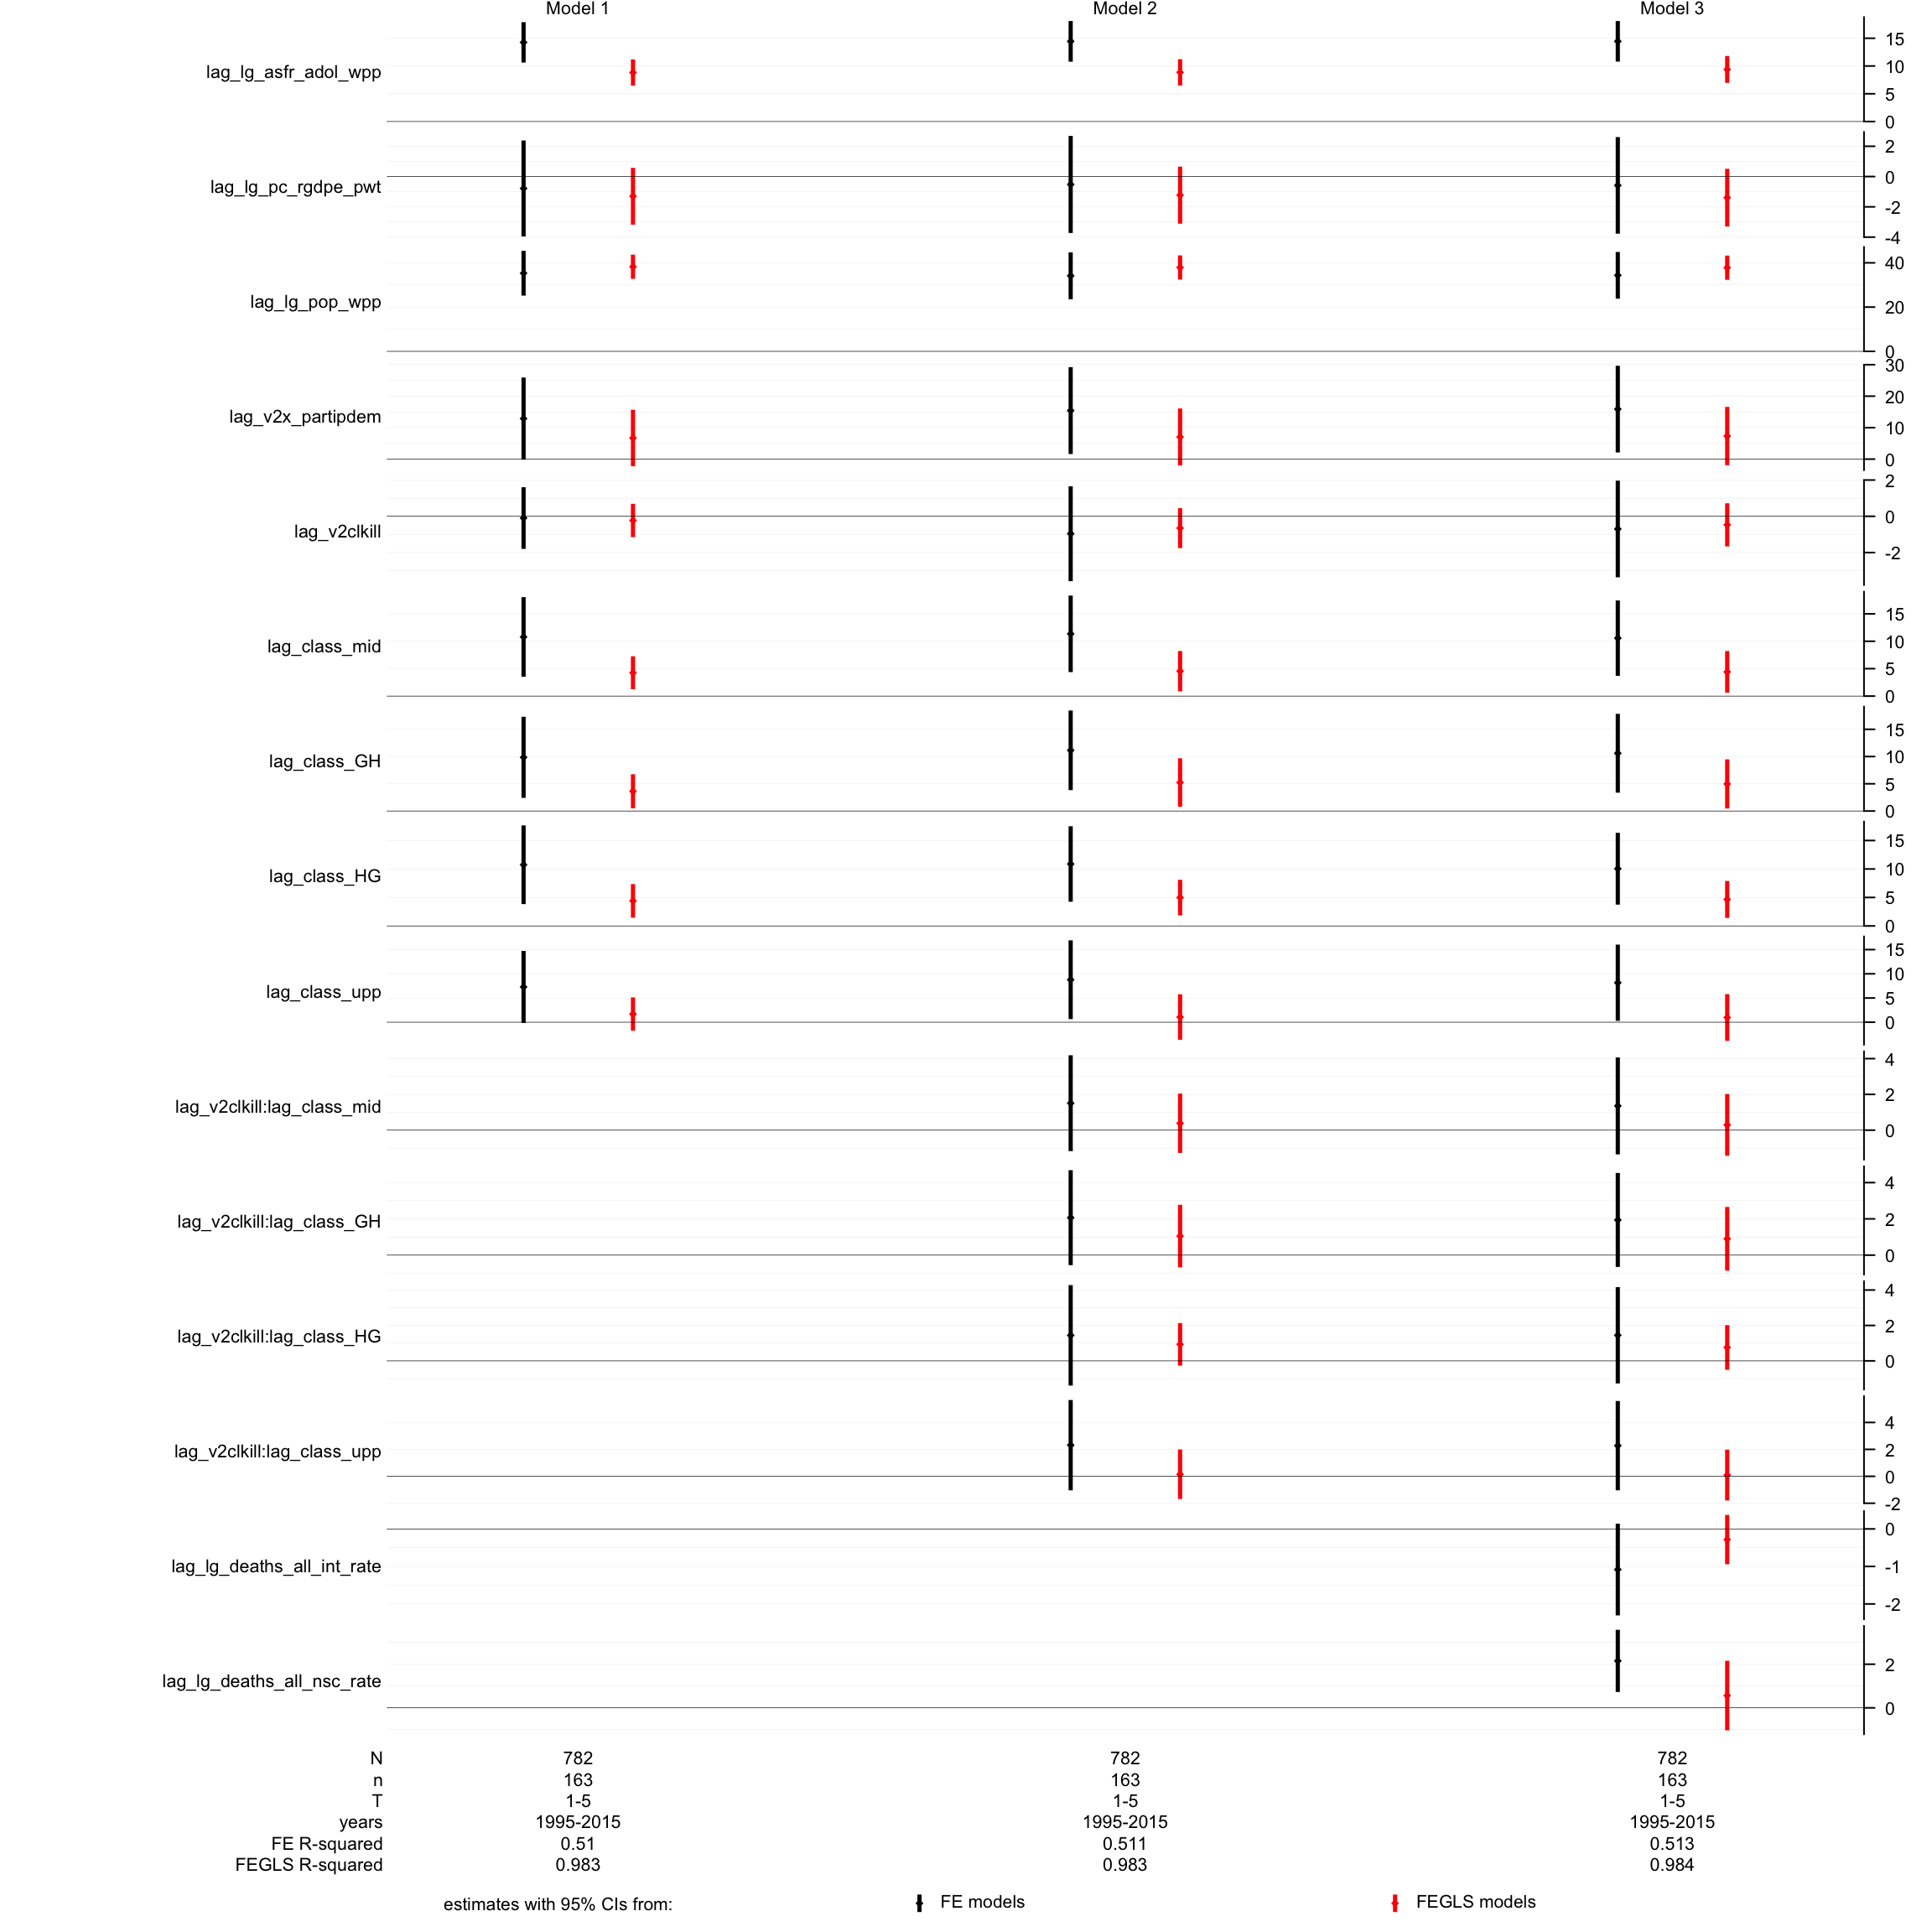 Model 1 Model 2 Model 3
lag_lg_asfr_adol_wpp 15 10 5 0
lag_lg_pc_rgdpe_pwt 2 0 -2 -4
lag_lg_pop_wpp 40 20 0
lag_v2x_partipdem 30 20 10 0
lag_v2clkill 2 0 -2
lag_class_mid 15 10 5 0
lag_class_GH 15 10 5 0
lag_class_HG 15 10 5 0
lag_class_upp 15 10 5 0
lag_v2clkill:lag_class_mid 4 2 0
lag_v2clkill:lag_class_GH 4 2 0
lag_v2clkill:lag_class_HG 4 2 0
lag_v2clkill:lag_class_upp 4 2 0 -2
lag_lg_deaths_all_int_rate 0 -1 -2
lag_lg_deaths_all_nsc_rate 2 0
N 782 782 782
n 163 163 163
T 1-5 1-5 1-5
years 1995-2015 1995-2015 1995-2015
FE R-squared 0.51 0.511 0.513
FEGLS R-squared 0.983 0.983 0.984
estimates with 95% CIs from: FE models FEGLS models